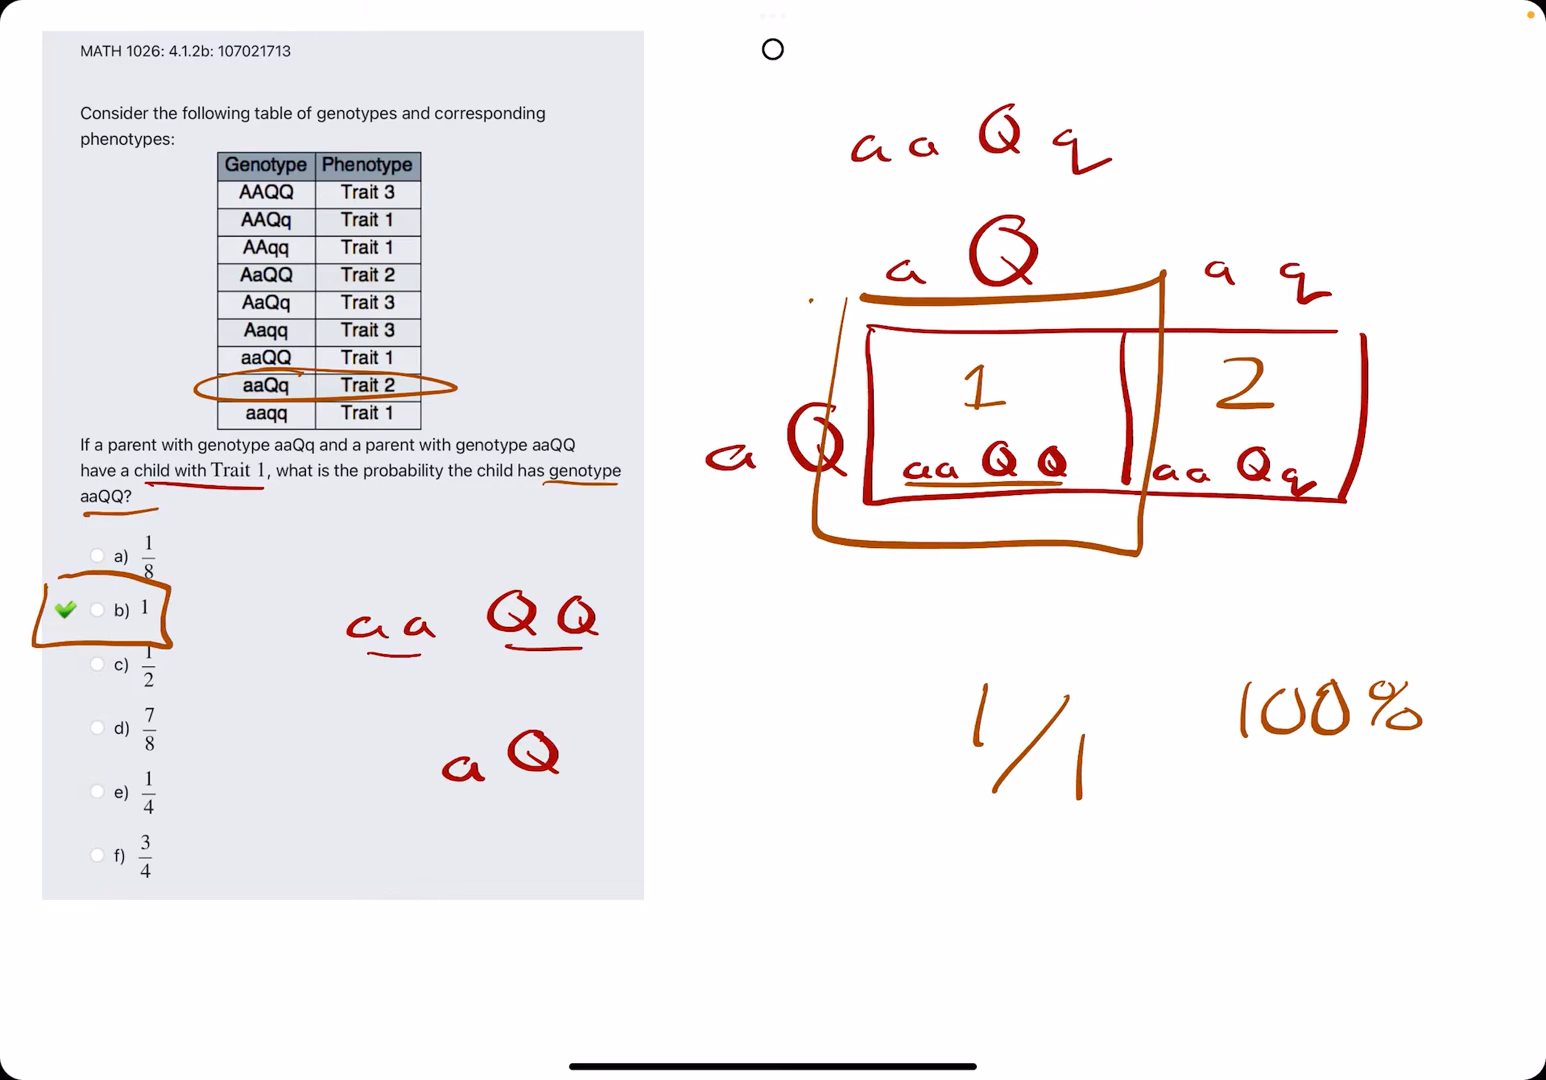 MATH 1026: 4.1.2b: 107021713
Consider the following table of genotypes and corresponding
phenotypes:
Genotype Phenotype
AAQQ Trait 3
AAQq Trait 1
AAqq Trait 1
AaQQ Trait 2
AaQq Trait 3
Aaqq Trait 3
aaQQ Trait 1
aaQq Trait 2
aaqq Trait 1
If a parent with genotype aaQq and a parent with genotype aaQQ
have a child with Trait 1, what is the probability the child has genotype
aaQQ?
a) 1/8
b) 1
c) 1/2
d) 7/8
e) 1/4
f) 3/4
aa QQ
a Q
a a Q q
a Q a q
1 2
a Q aa Q Q aa Qq
1/1 100%